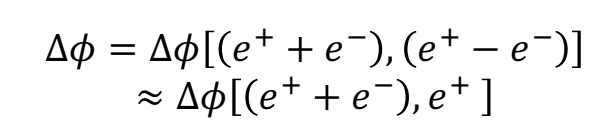 Δϕ = Δϕ[(e⁺ + e⁻), (e⁺ − e⁻)]
≈ Δϕ[(e⁺ + e⁻), e⁺ ]